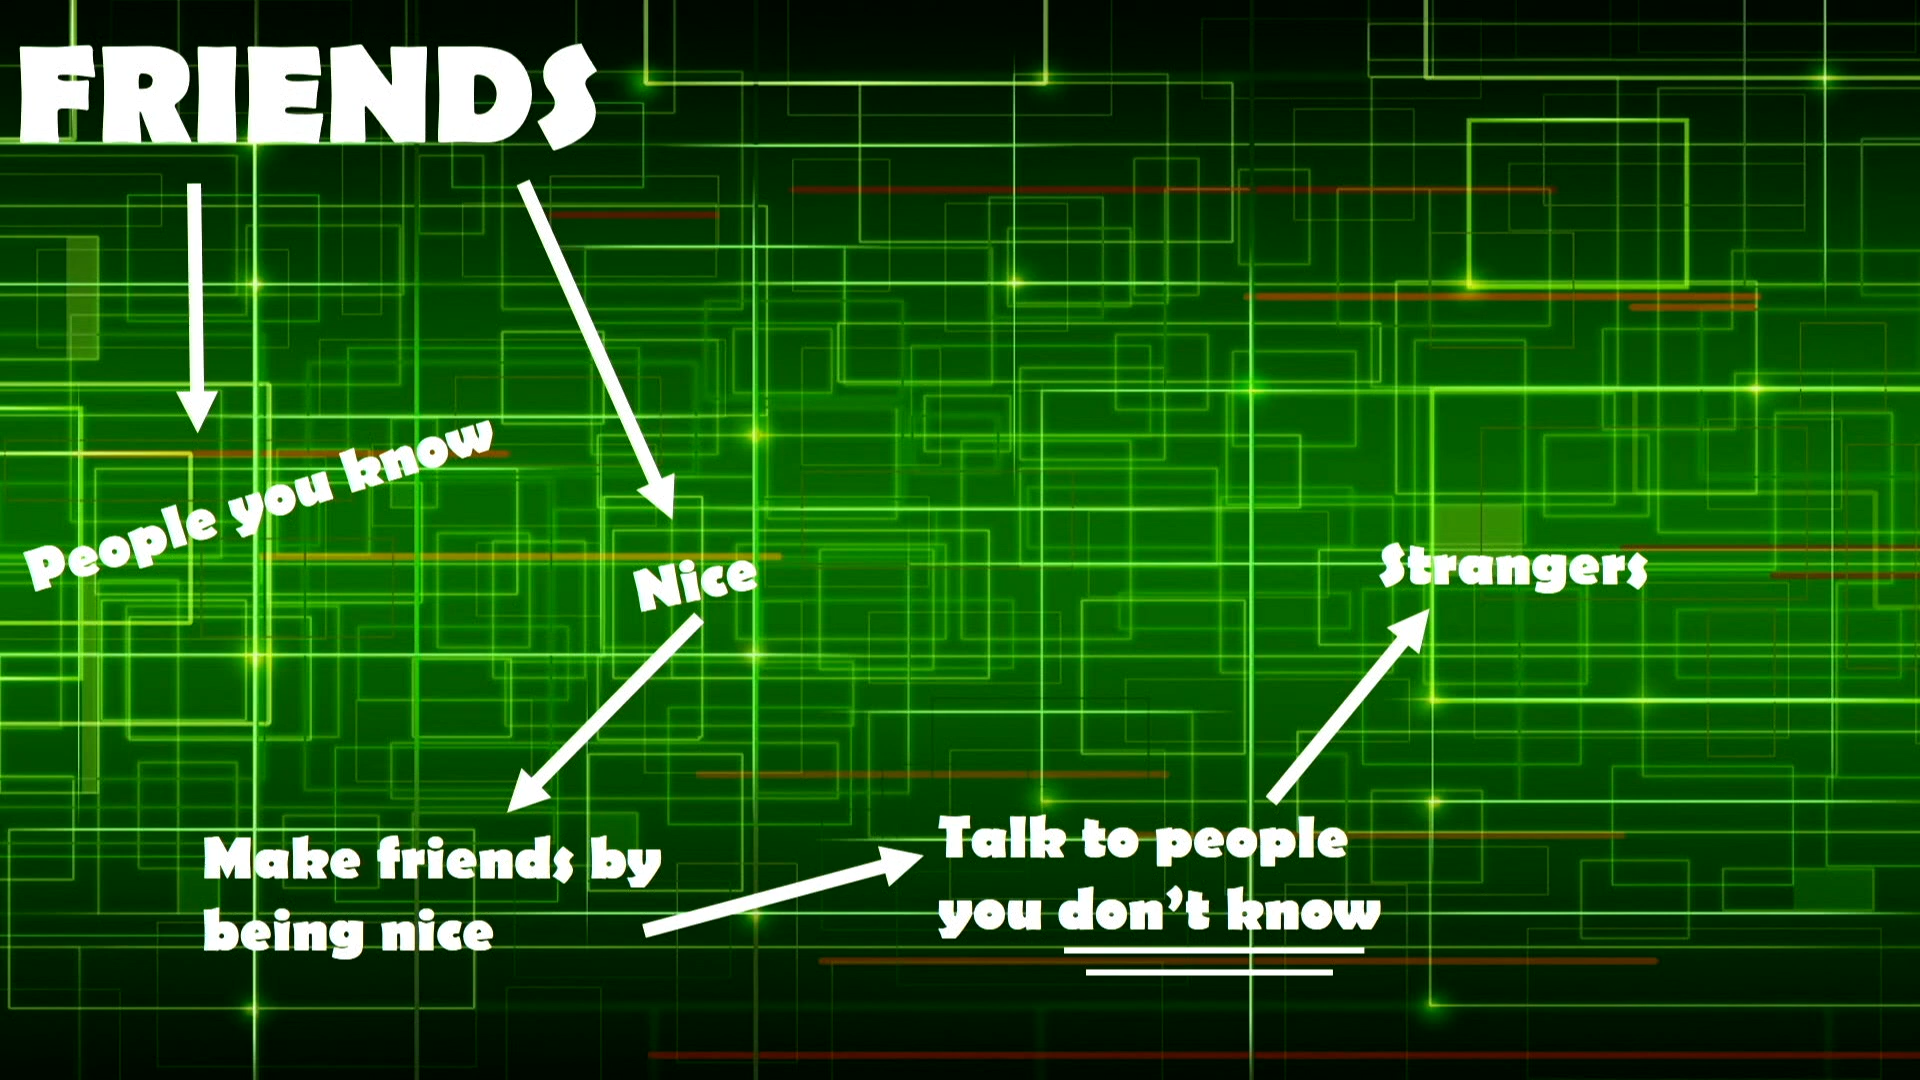 FRIENDS
People you know
Nice
Strangers
Make friends by
being nice
Talk to people
you don't know